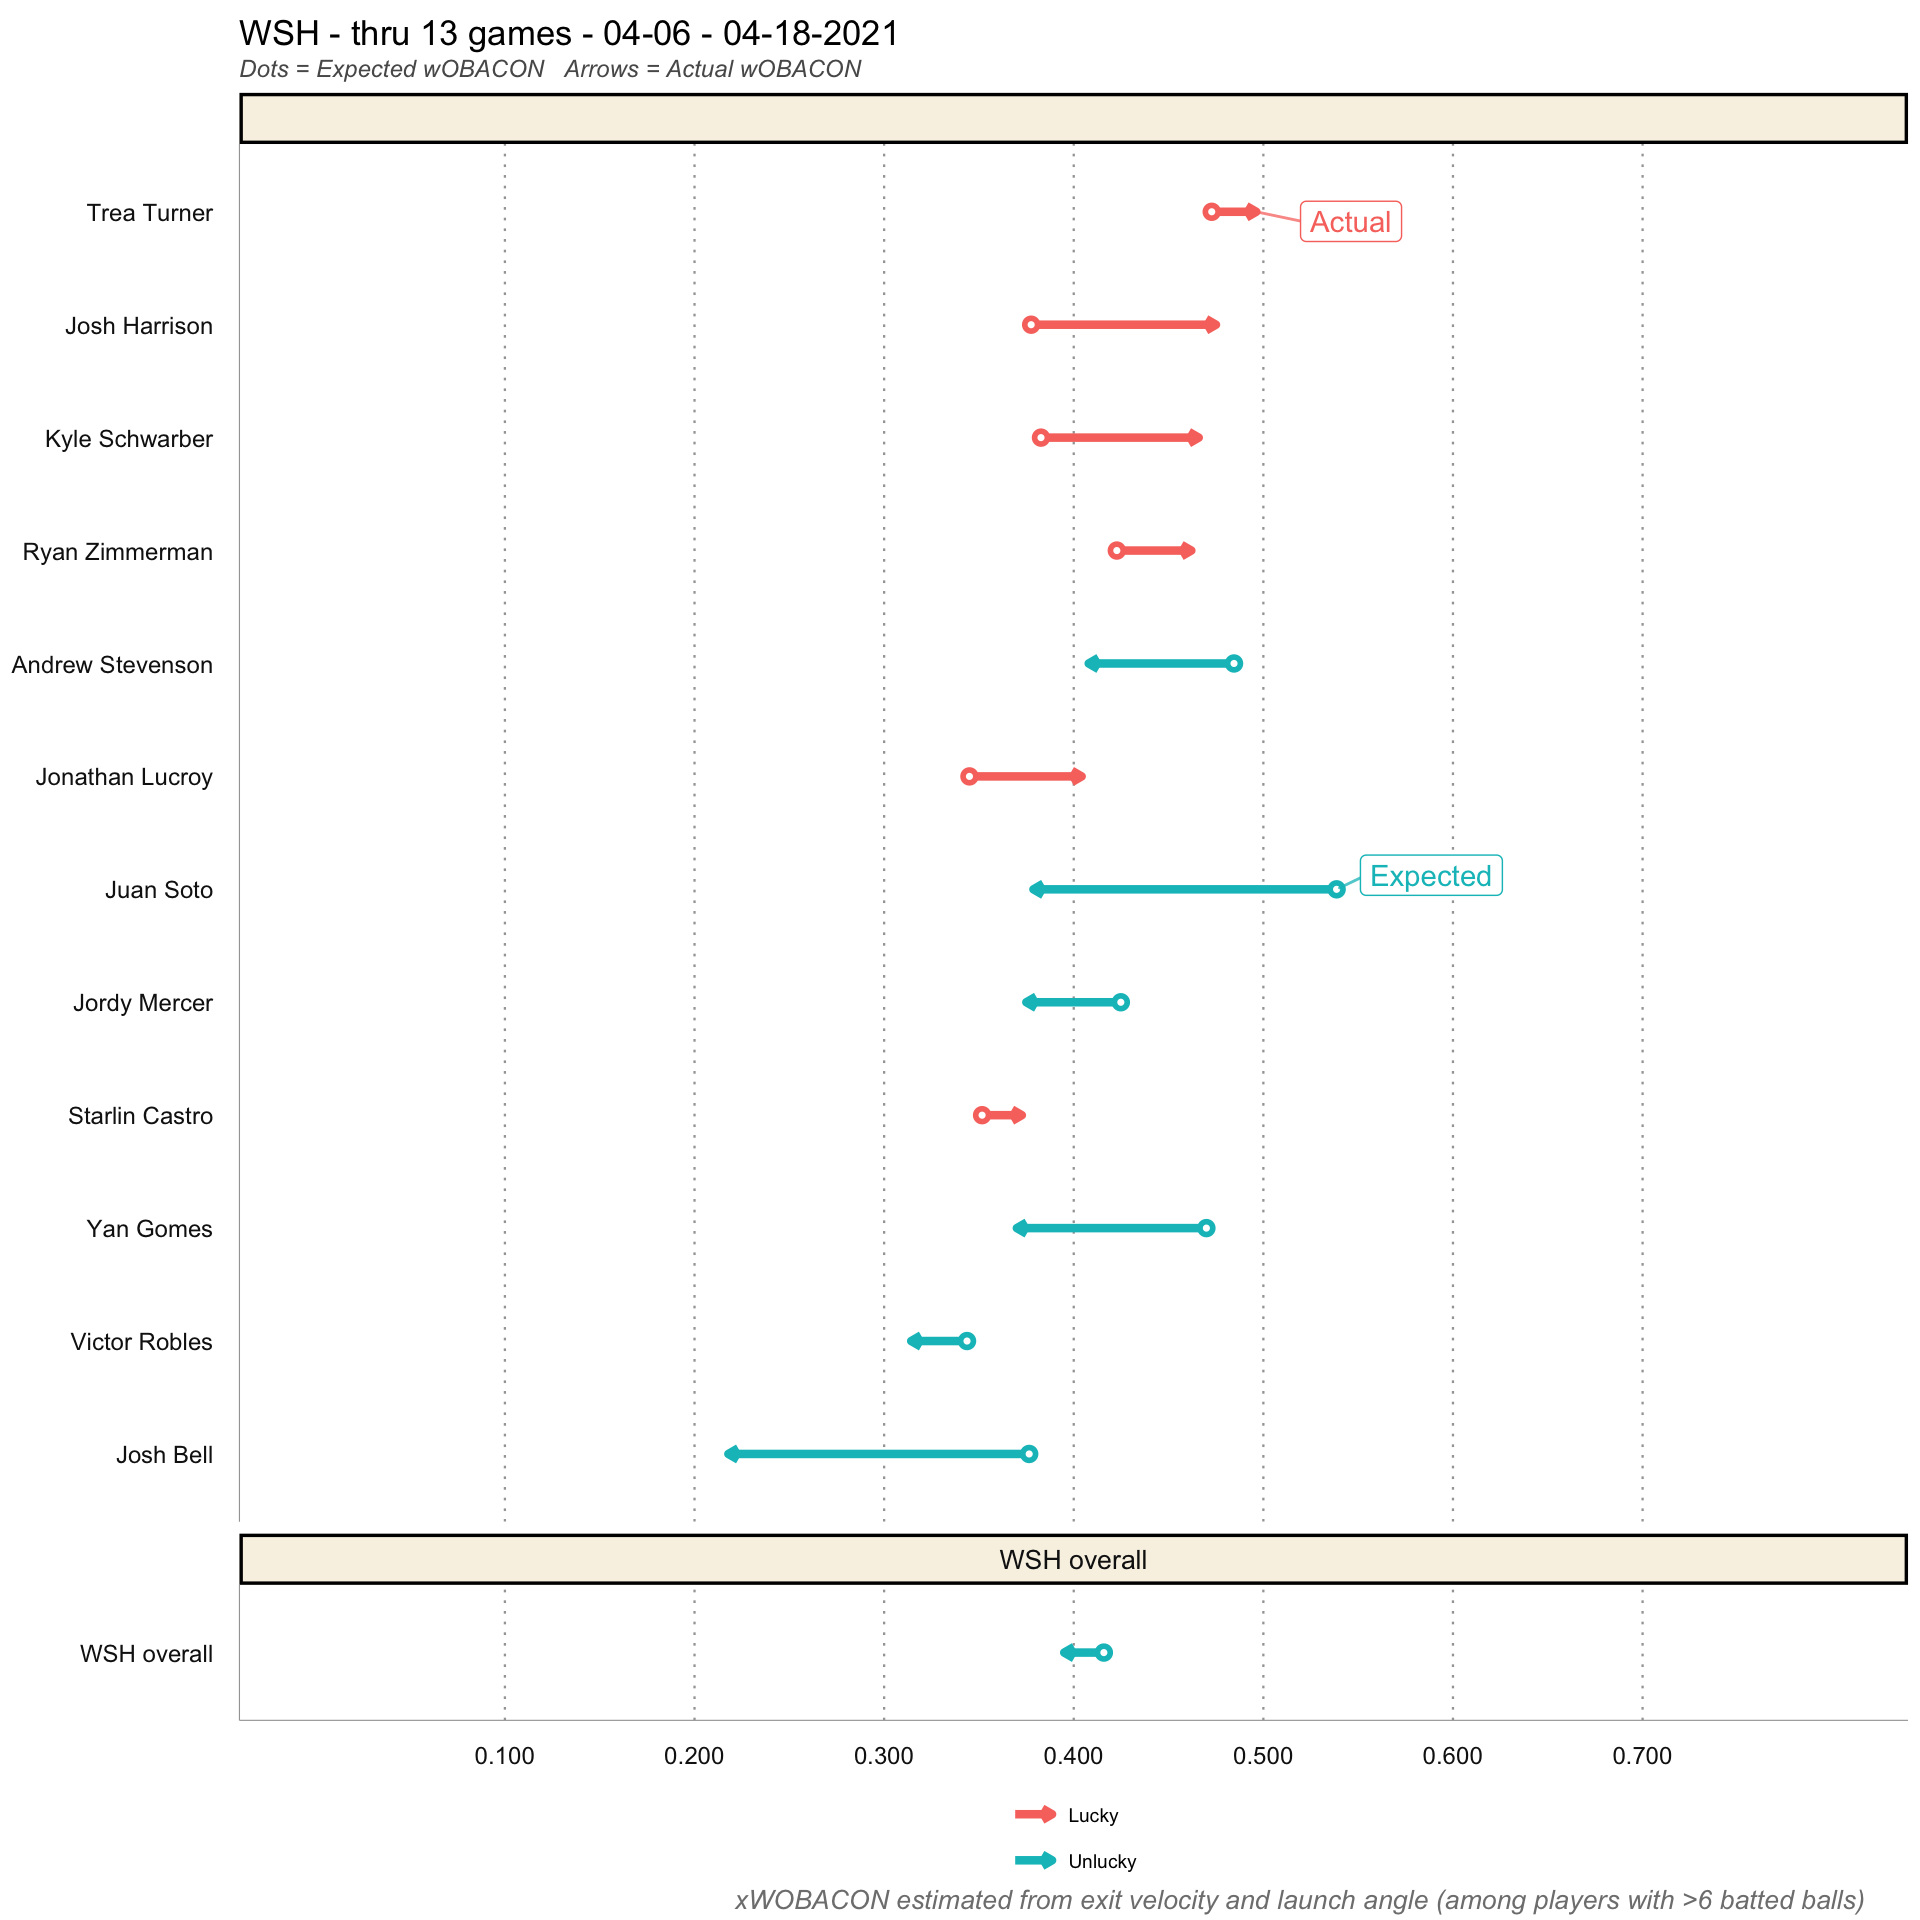 WSH - thru 13 games - 04-06 - 04-18-2021
Dots = Expected wOBACON   Arrows = Actual wOBACON
Trea Turner
Actual
Josh Harrison
Kyle Schwarber
Ryan Zimmerman
Andrew Stevenson
Jonathan Lucroy
Juan Soto
Expected
Jordy Mercer
Starlin Castro
Yan Gomes
Victor Robles
Josh Bell
WSH overall
WSH overall
0.100 0.200 0.300 0.400 0.500 0.600 0.700
Lucky
Unlucky
xWOBACON estimated from exit velocity and launch angle (among players with >6 batted balls)